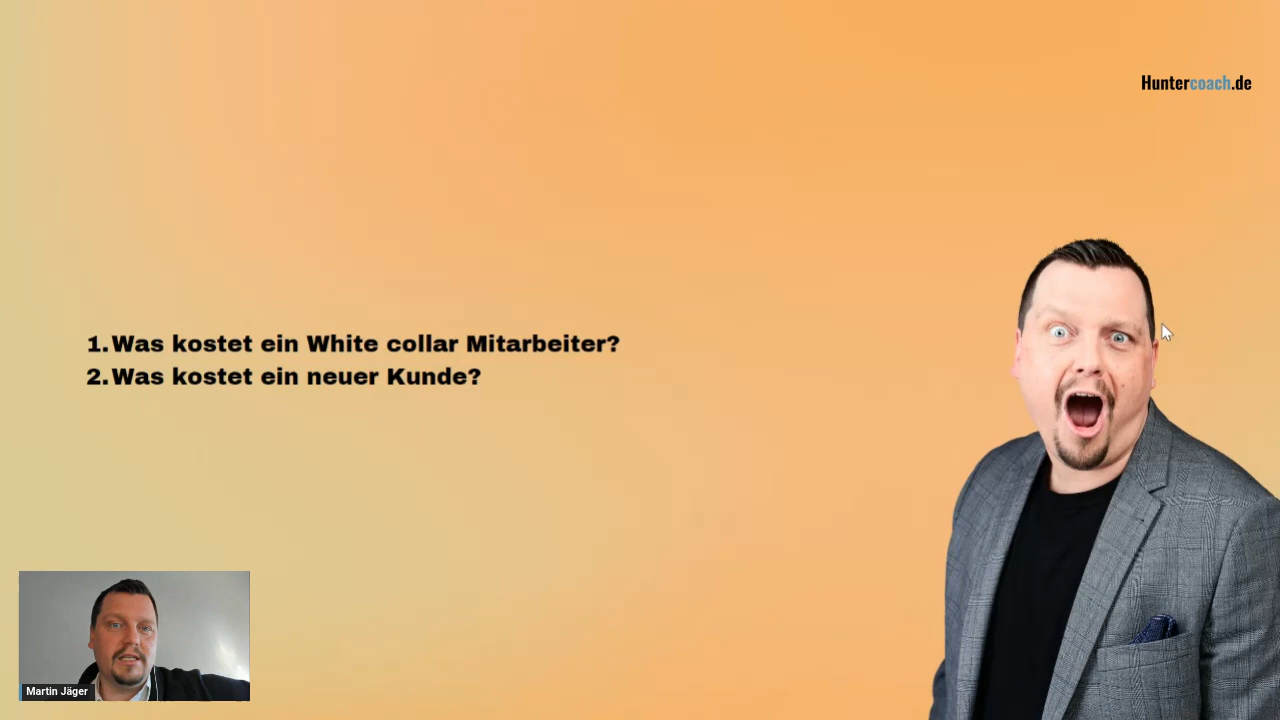 Huntercoach.de
1.Was kostet ein White collar Mitarbeiter?
2.Was kostet ein neuer Kunde?
Martin Jäger